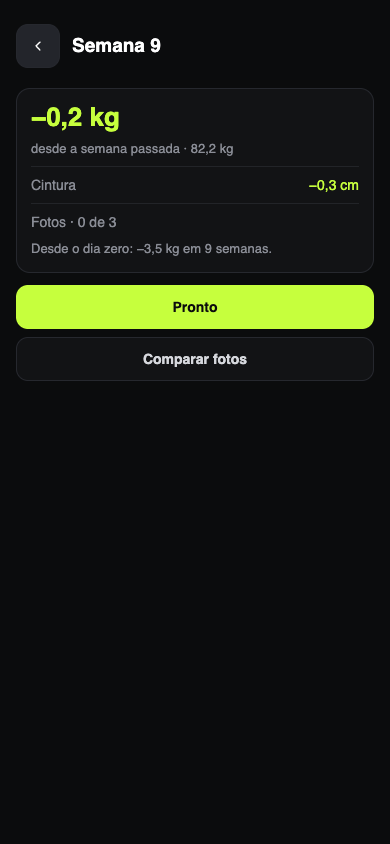 Semana 9
–0,2 kg
desde a semana passada · 82,2 kg
Cintura –0,3 cm
Fotos · 0 de 3
Desde o dia zero: –3,5 kg em 9 semanas.
Pronto
Comparar fotos